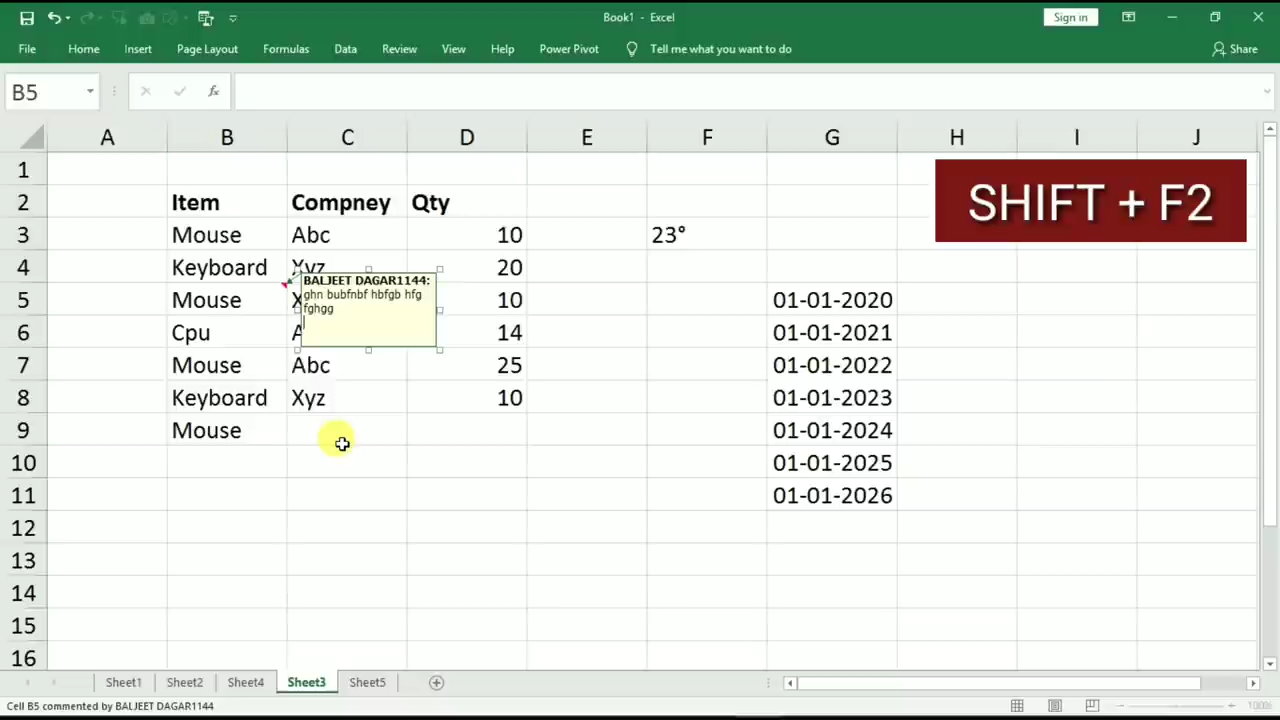 Book1 - Excel
Sign in
File Home Insert Page Layout Formulas Data Review View Help Power Pivot Tell me what you want to do Share
B5 fx
A B C D E F G H I J
1
SHIFT + F2
2 Item Compney Qty
3 Mouse Abc 10 23°
4 Keyboard Xyz 20
BALJEET DAGAR1144:
ghn bubfnbf hbfgb hfg
fghgg
5 Mouse X 10 01-01-2020
6 Cpu A 14 01-01-2021
7 Mouse Abc 25 01-01-2022
8 Keyboard Xyz 10 01-01-2023
9 Mouse 01-01-2024
10 01-01-2025
11 01-01-2026
12
13
14
15
16
Sheet1 Sheet2 Sheet4 Sheet3 Sheet5
Cell B5 commented by BALJEET DAGAR1144 100%